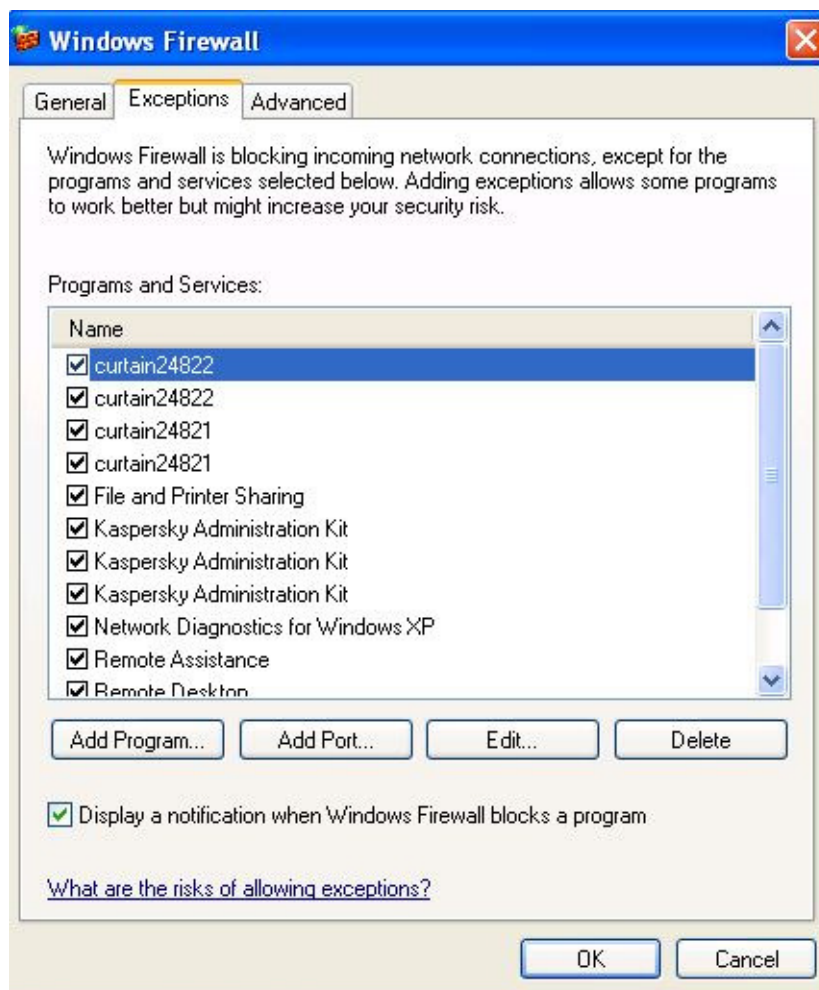 Windows Firewall
General Exceptions Advanced
Windows Firewall is blocking incoming network connections, except for the
programs and services selected below. Adding exceptions allows some programs
to work better but might increase your security risk.
Programs and Services:
Name
curtain24822
curtain24822
curtain24821
curtain24821
File and Printer Sharing
Kaspersky Administration Kit
Kaspersky Administration Kit
Kaspersky Administration Kit
Network Diagnostics for Windows XP
Remote Assistance
Remote Desktop
Add Program... Add Port... Edit... Delete
Display a notification when Windows Firewall blocks a program
What are the risks of allowing exceptions?
OK Cancel